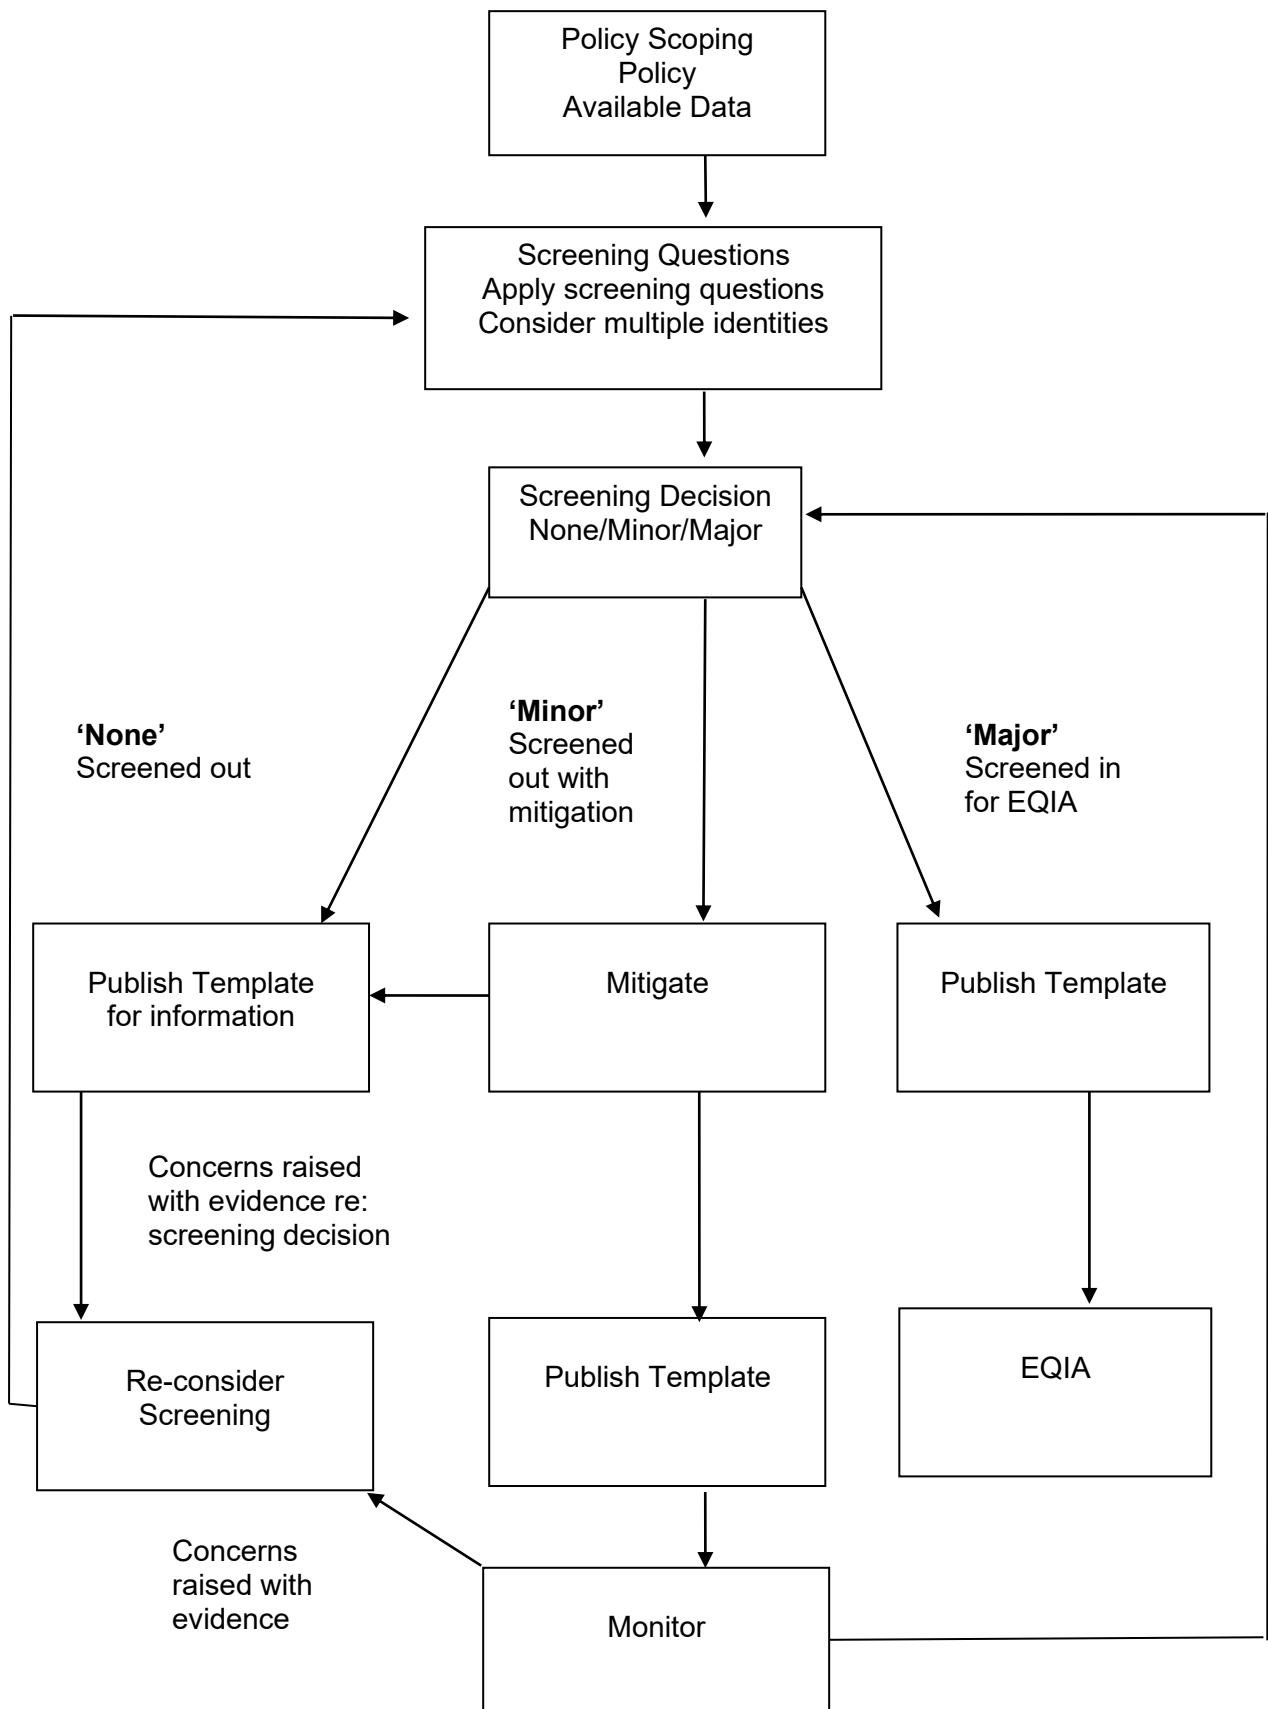 Policy Scoping
Policy
Available Data
Screening Questions
Apply screening questions
Consider multiple identities
Screening Decision
None/Minor/Major
‘None’
Screened out
‘Minor’
Screened
out with
mitigation
‘Major’
Screened in
for EQIA
Publish Template
for information
Mitigate
Publish Template
Concerns raised
with evidence re:
screening decision
Re-consider
Screening
Publish Template
EQIA
Concerns
raised with
evidence
Monitor